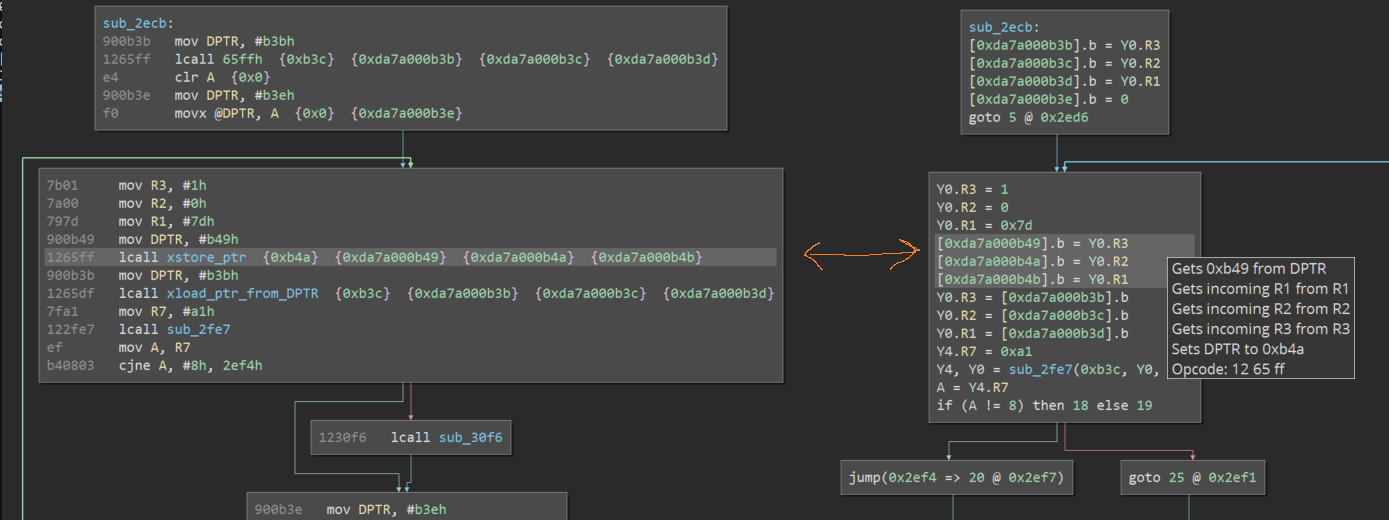 sub_2ecb:
900b3b mov DPTR, #b3bh
1265ff lcall 65ffh {0xb3c} {0xda7a000b3b} {0xda7a000b3c} {0xda7a000b3d}
e4 clr A {0x0}
900b3e mov DPTR, #b3eh
f0 movx @DPTR, A {0x0} {0xda7a000b3e}
7b01 mov R3, #1h
7a00 mov R2, #0h
797d mov R1, #7dh
900b49 mov DPTR, #b49h
1265ff lcall xstore_ptr {0xb4a} {0xda7a000b49} {0xda7a000b4a} {0xda7a000b4b}
900b3b mov DPTR, #b3bh
1265df lcall xload_ptr_from_DPTR {0xb3c} {0xda7a000b3b} {0xda7a000b3c} {0xda7a000b3d}
7fa1 mov R7, #a1h
122fe7 lcall sub_2fe7
ef mov A, R7
b40803 cjne A, #8h, 2ef4h
1230f6 lcall sub_30f6
900b3e mov DPTR, #b3eh
sub_2ecb:
[0xda7a000b3b].b = Y0.R3
[0xda7a000b3c].b = Y0.R2
[0xda7a000b3d].b = Y0.R1
[0xda7a000b3e].b = 0
goto 5 @ 0x2ed6
Y0.R3 = 1
Y0.R2 = 0
Y0.R1 = 0x7d
[0xda7a000b49].b = Y0.R3
[0xda7a000b4a].b = Y0.R2
[0xda7a000b4b].b = Y0.R1
Y0.R3 = [0xda7a000b3b].b
Y0.R2 = [0xda7a000b3c].b
Y0.R1 = [0xda7a000b3d].b
Y4.R7 = 0xa1
Y4, Y0 = sub_2fe7(0xb3c, Y0,
A = Y4.R7
if (A != 8) then 18 else 19
Gets 0xb49 from DPTR
Gets incoming R1 from R1
Gets incoming R2 from R2
Gets incoming R3 from R3
Sets DPTR to 0xb4a
Opcode: 12 65 ff
jump(0x2ef4 => 20 @ 0x2ef7)
goto 25 @ 0x2ef1